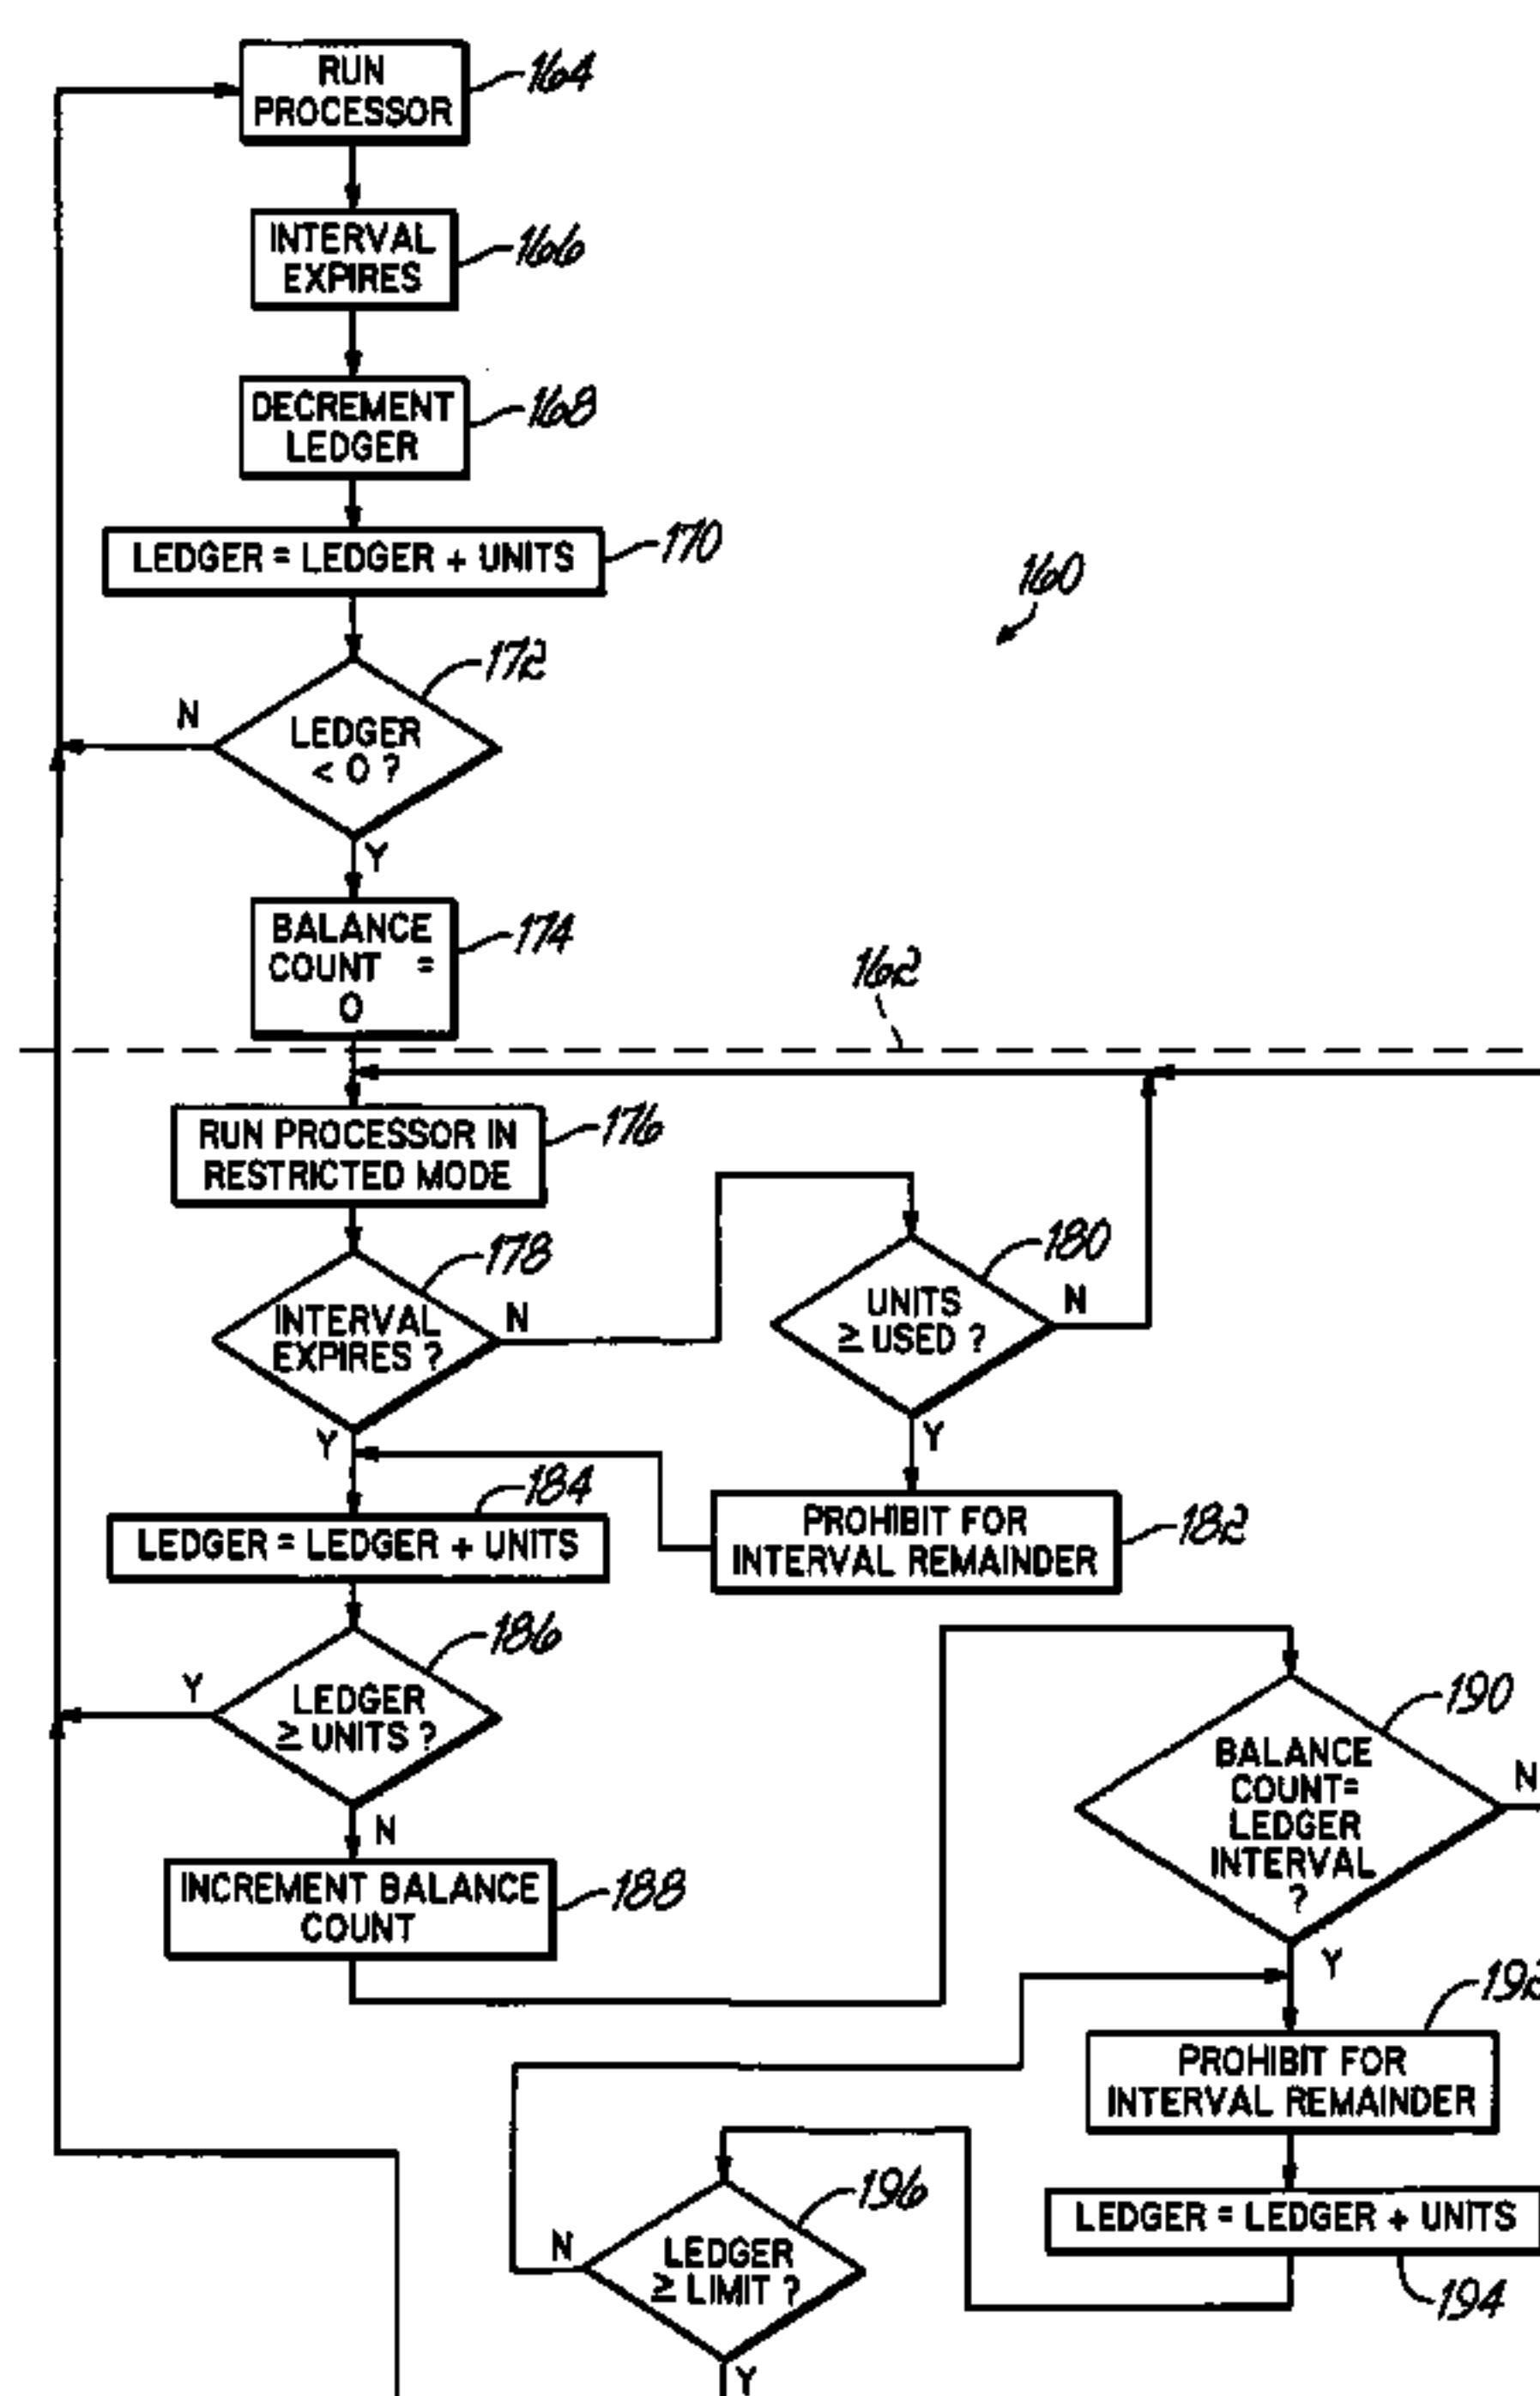 RUN
PROCESSOR
164
INTERVAL
EXPIRES
166
DECREMENT
LEDGER
168
LEDGER = LEDGER + UNITS
170
160
172
N
LEDGER
< 0 ?
Y
BALANCE
COUNT =
0
174
162
RUN PROCESSOR IN
RESTRICTED MODE
176
178
INTERVAL
EXPIRES ?
N
Y
180
UNITS
≥ USED ?
N
Y
PROHIBIT FOR
INTERVAL REMAINDER
182
184
LEDGER = LEDGER + UNITS
186
Y
LEDGER
≥ UNITS ?
N
INCREMENT BALANCE
COUNT
188
190
BALANCE
COUNT=
LEDGER
INTERVAL
?
N
Y
PROHIBIT FOR
INTERVAL REMAINDER
LEDGER = LEDGER + UNITS
194
196
N
LEDGER
≥ LIMIT ?
Y